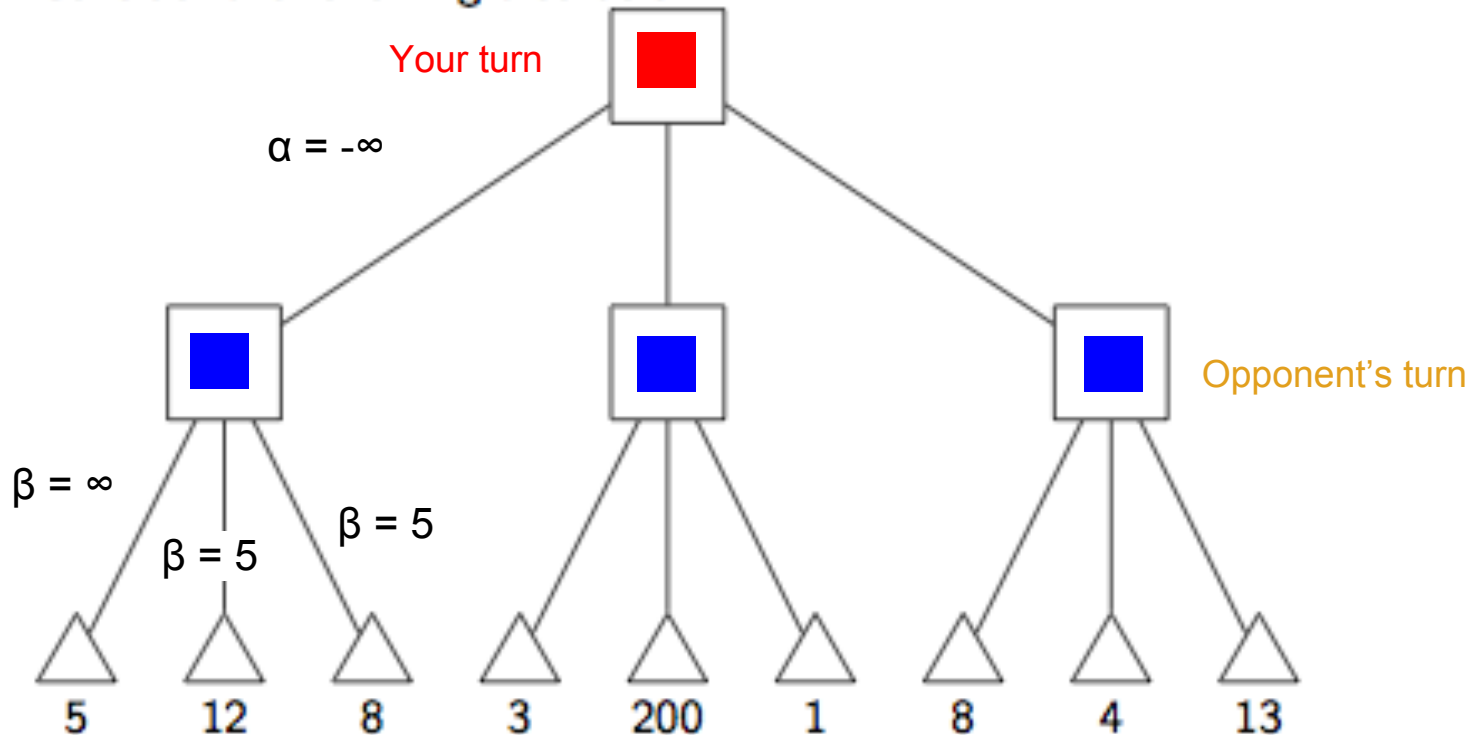 Your turn
α = -∞
Opponent's turn
β = ∞
β = 5
β = 5
5 12 8 3 200 1 8 4 13